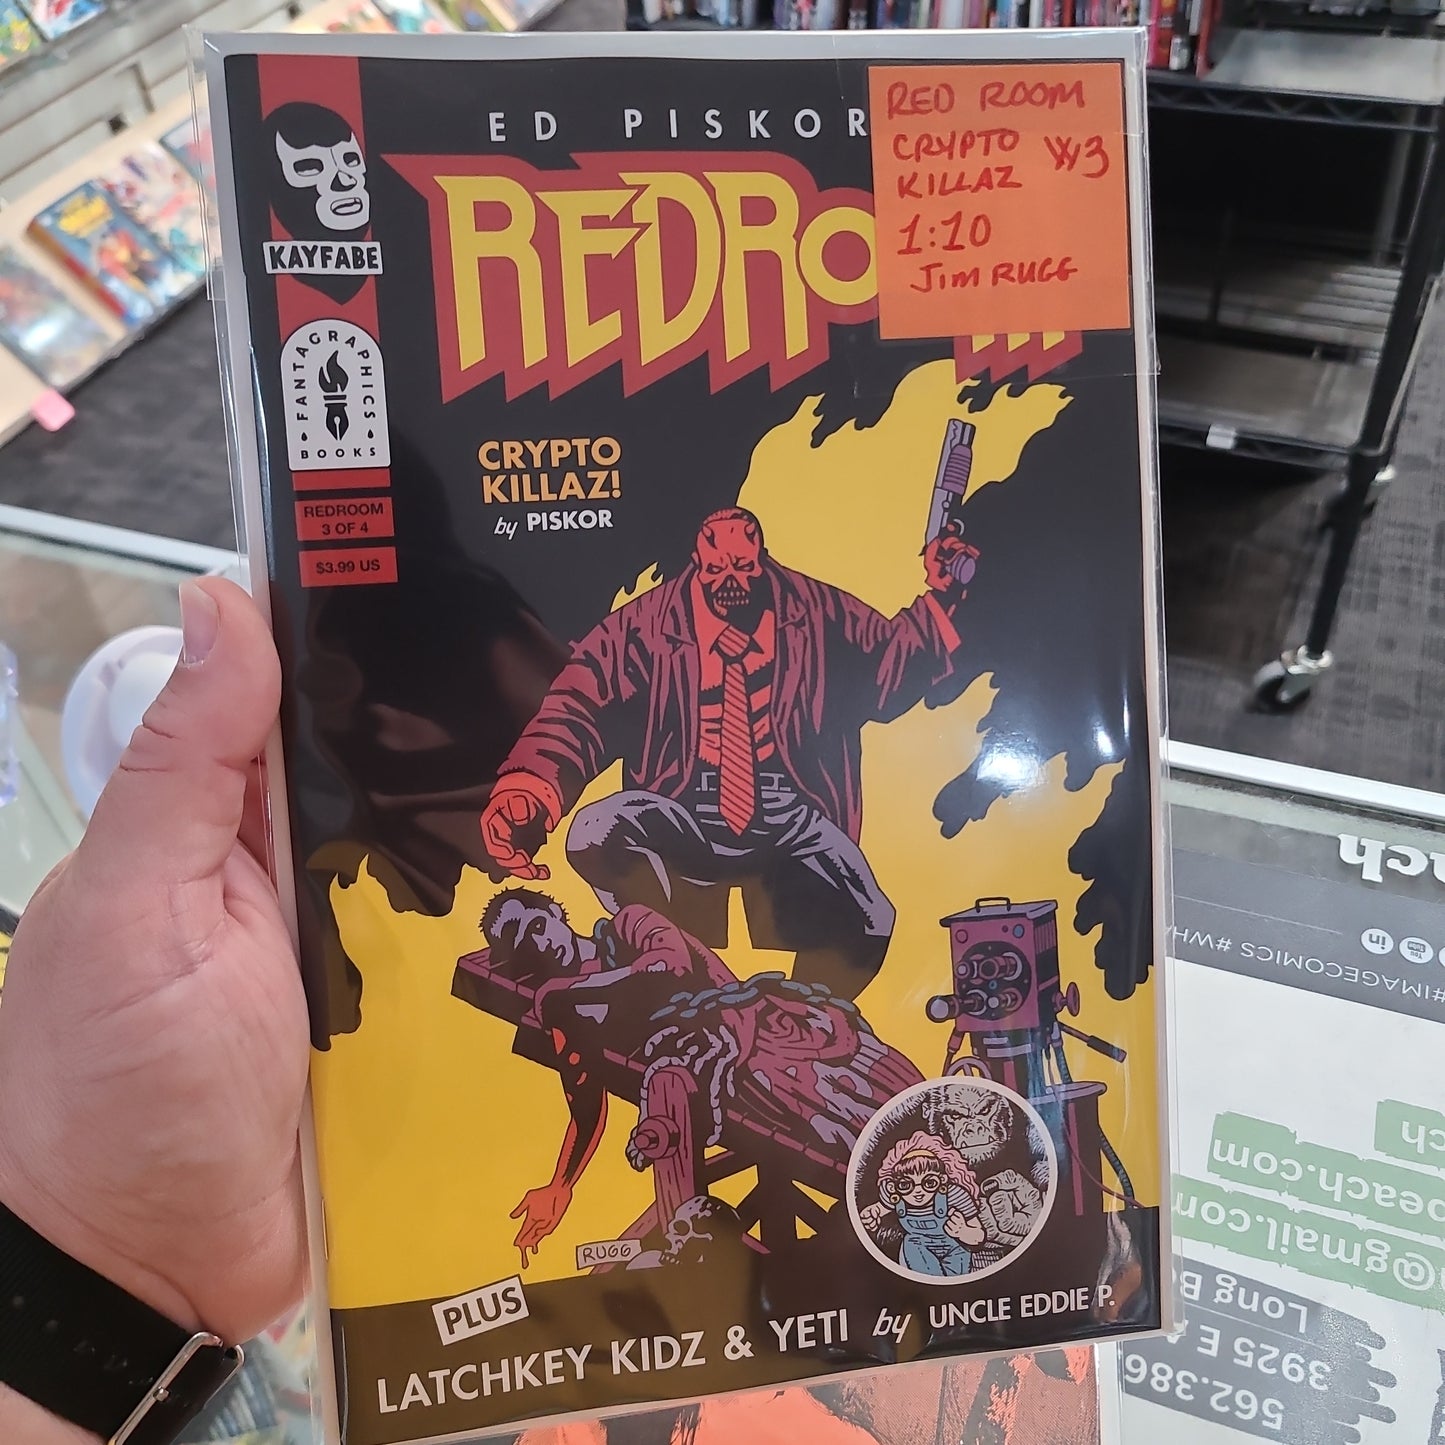 ED PISKOR
REDROOM
RED ROOM
CRYPTO
KILLAZ #3
1:10
JIM RUGG
KAYFABE
FANTAGRAPHICS
BOOKS
REDROOM
3 OF 4
$3.99 US
CRYPTO
KILLAZ!
by PISKOR
RUGG
PLUS
LATCHKEY KIDZ & YETI by UNCLE EDDIE P.
#IMAGECOMICS
@gmail.com
3925 E
562.386